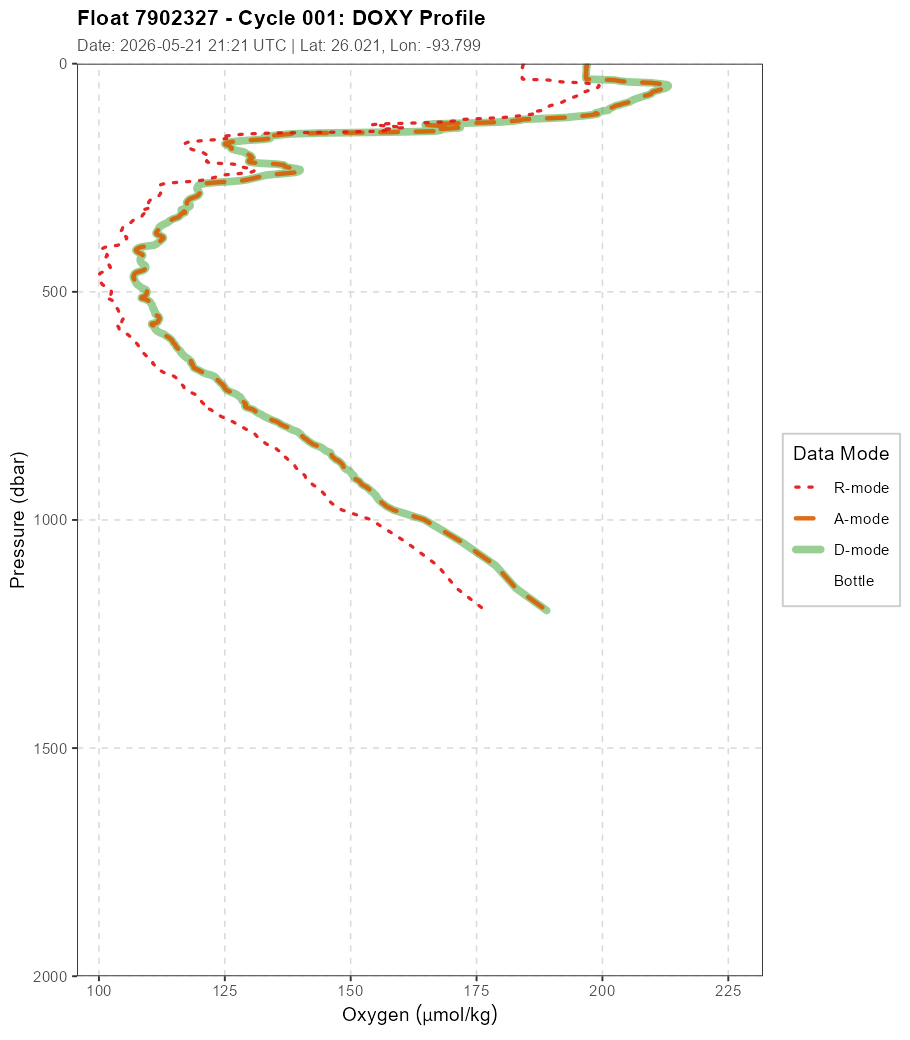 Float 7902327 - Cycle 001: DOXY Profile
Date: 2026-05-21 21:21 UTC | Lat: 26.021, Lon: -93.799
0
500
1000
1500
2000
Pressure (dbar)
100
125
150
175
200
225
Oxygen (μmol/kg)
Data Mode
R-mode
A-mode
D-mode
Bottle